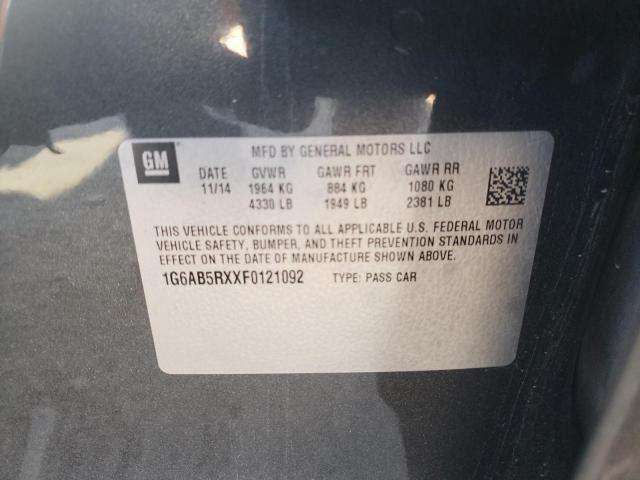 MFD BY GENERAL MOTORS LLC
GM
DATE GVWR GAWR FRT GAWR RR
11/14 1964 KG 884 KG 1080 KG
4330 LB 1949 LB 2381 LB
THIS VEHICLE CONFORMS TO ALL APPLICABLE U.S. FEDERAL MOTOR
VEHICLE SAFETY, BUMPER, AND THEFT PREVENTION STANDARDS IN
EFFECT ON THE DATE OF MANUFACTURE SHOWN ABOVE.
1G6AB5RXXF0121092 TYPE: PASS CAR